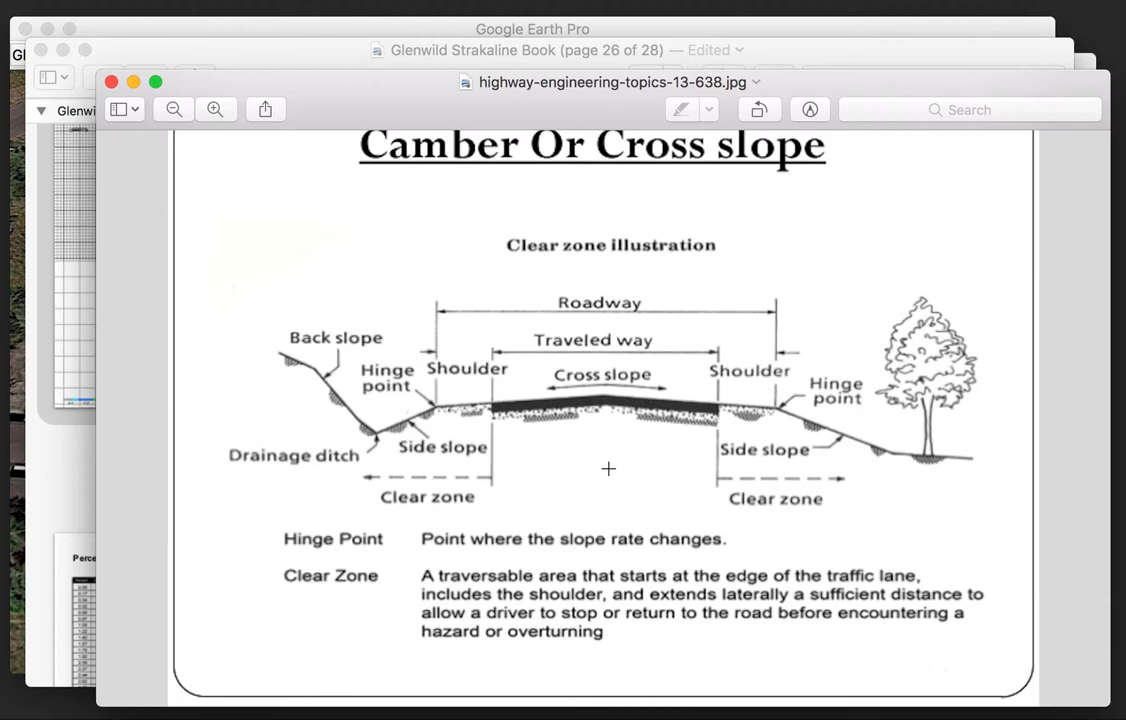 Google Earth Pro
Gl
Glenwild Strakaline Book (page 26 of 28) — Edited
highway-engineering-topics-13-638.jpg
Glenwi
Search
Camber Or Cross slope
Clear zone illustration
Roadway
Back slope
Traveled way
Hinge
point
Shoulder
Cross slope
Shoulder
Hinge
point
Drainage ditch
Side slope
Side slope
Clear zone
Clear zone
Hinge Point
Point where the slope rate changes.
Clear Zone
A traversable area that starts at the edge of the traffic lane,
includes the shoulder, and extends laterally a sufficient distance to
allow a driver to stop or return to the road before encountering a
hazard or overturning
Perce